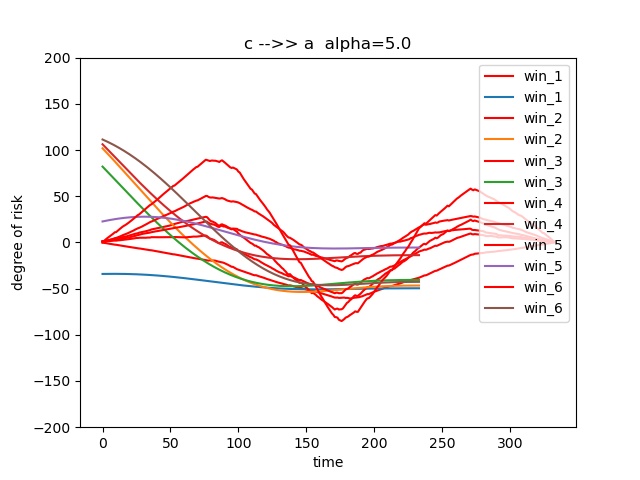 c -->> a  alpha=5.0
degree of risk
200
150
100
50
0
−50
−100
−150
−200
0
50
100
150
200
250
300
time
win_1
win_1
win_2
win_2
win_3
win_3
win_4
win_4
win_5
win_5
win_6
win_6